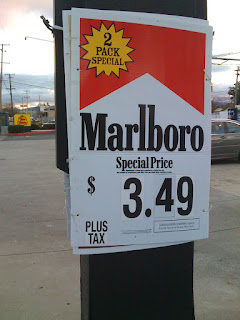 2
PACK
SPECIAL
Marlboro
Special Price
$ 3.49
PLUS
TAX